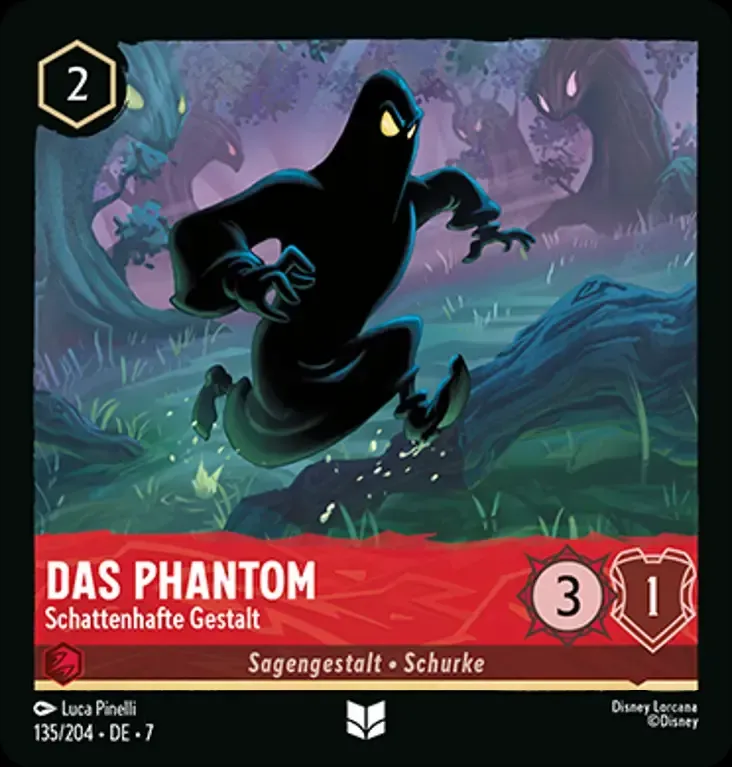 2
DAS PHANTOM
Schattenhafte Gestalt
3
1
Sagengestalt • Schurke
Luca Pinelli
135/204 • DE • 7
Disney Lorcana
©Disney